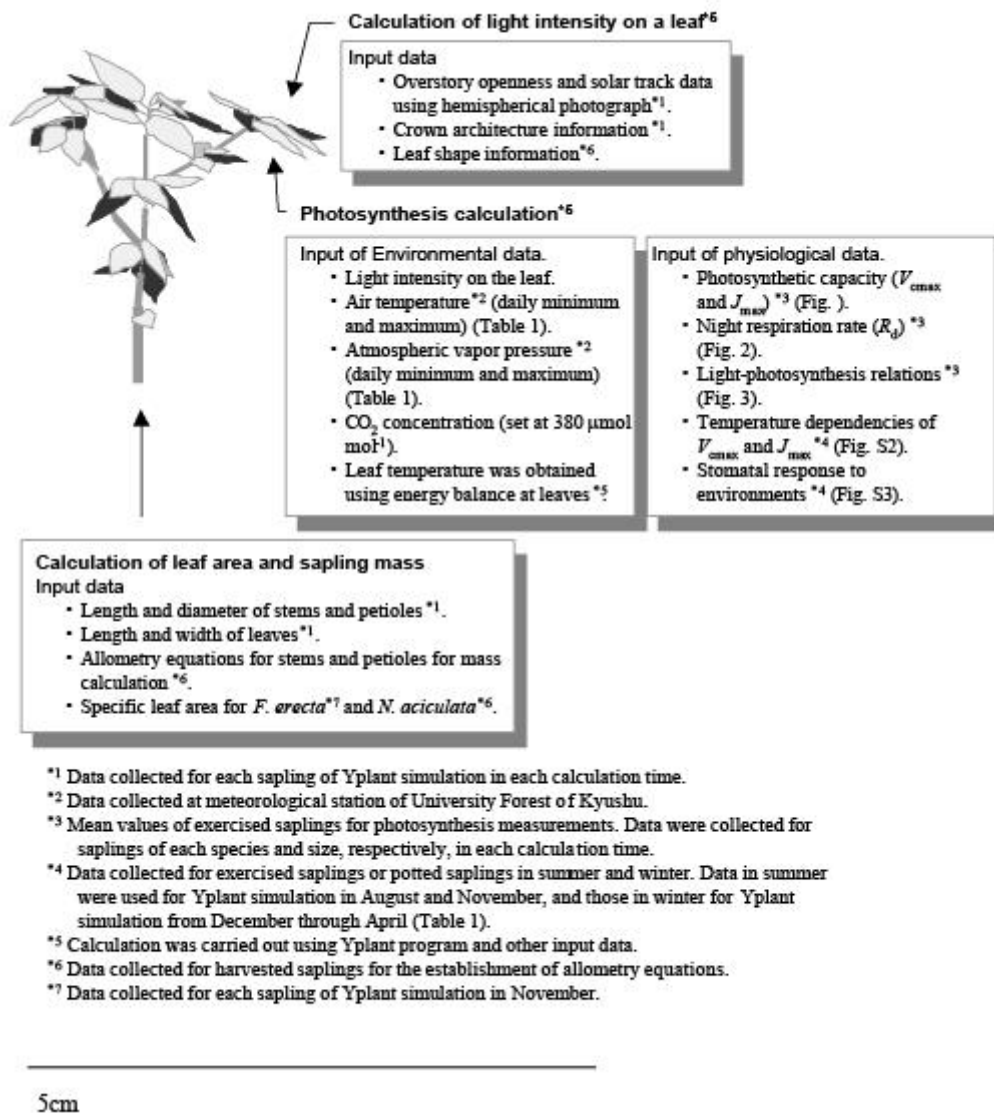 Calculation of light intensity on a leaf*6
Input data
・ Overstory openness and solar track data
using hemispherical photograph*1.
・ Crown architecture information *1.
・ Leaf shape information*6.
Photosynthesis calculation*5
Input of Environmental data.
・ Light intensity on the leaf.
・ Air temperature*2 (daily minimum
and maximum) (Table 1).
・ Atmospheric vapor pressure *2
(daily minimum and maximum)
(Table 1).
・ CO2 concentration (set at 380 μmol
mol-1).
・ Leaf temperature was obtained
using energy balance at leaves *5.
Input of physiological data.
・ Photosynthetic capacity (Vcmax
and Jmax) *3 (Fig. ).
・ Night respiration rate (Rd) *3
(Fig. 2).
・ Light-photosynthesis relations *3
(Fig. 3).
・ Temperature dependencies of
Vcmax and Jmax *4 (Fig. S2).
・ Stomatal response to
environments *4 (Fig. S3).
Calculation of leaf area and sapling mass
Input data
・ Length and diameter of stems and petioles *1.
・ Length and width of leaves*1.
・ Allometry equations for stems and petioles for mass
calculation *6.
・ Specific leaf area for F. erecta*7 and N. aciculata*6.
*1 Data collected for each sapling of Yplant simulation in each calculation time.
*2 Data collected at meteorological station of University Forest of Kyushu.
*3 Mean values of exercised saplings for photosynthesis measurements. Data were collected for
saplings of each species and size, respectively, in each calculation time.
*4 Data collected for exercised saplings or potted saplings in summer and winter. Data in summer
were used for Yplant simulation in August and November, and those in winter for Yplant
simulation from December through April (Table 1).
*5 Calculation was carried out using Yplant program and other input data.
*6 Data collected for harvested saplings for the establishment of allometry equations.
*7 Data collected for each sapling of Yplant simulation in November.
5cm